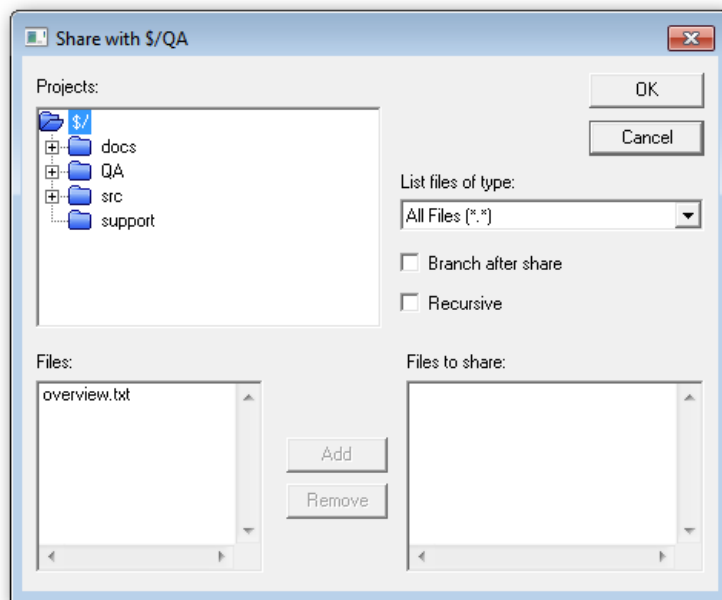 Share with $/QA
Projects:
OK
$/
docs
Cancel
QA
List files of type:
src
All Files (*.*)
support
Branch after share
Recursive
Files:
Files to share:
overview.txt
Add
Remove